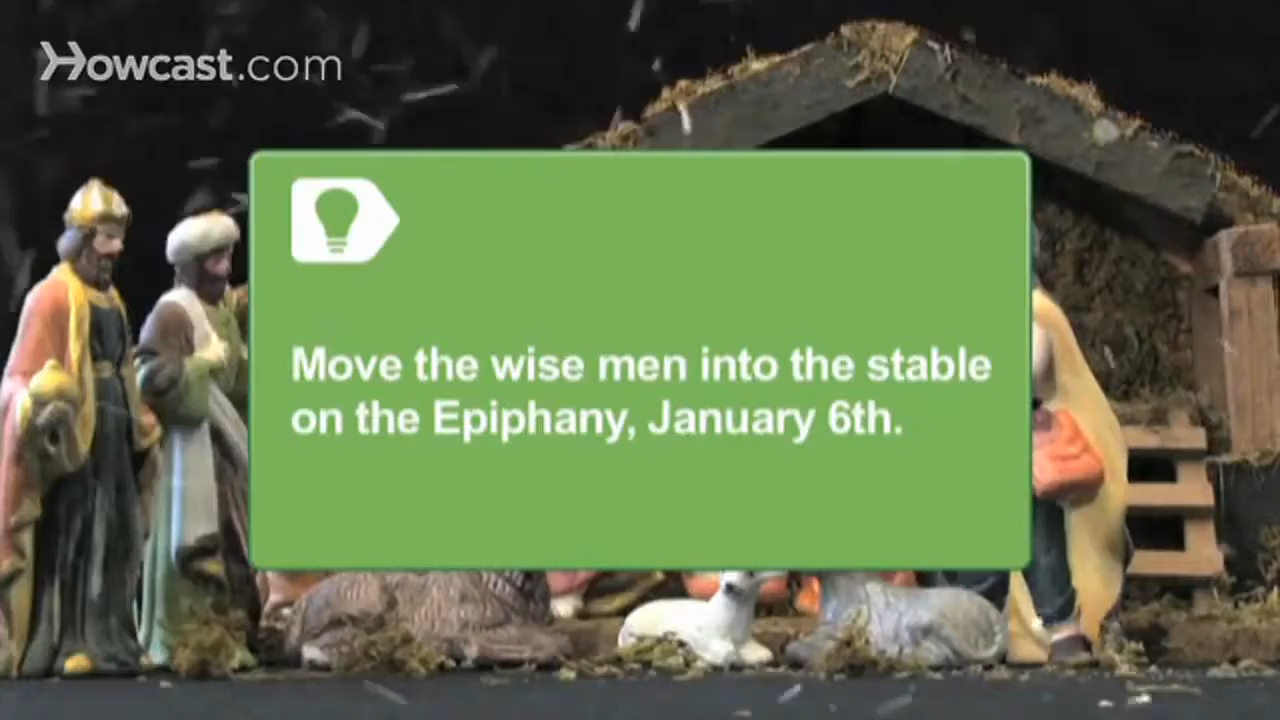 Howcast.com
Move the wise men into the stable
on the Epiphany, January 6th.